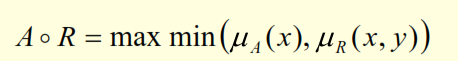 A ∘ R = max min(μ_A(x), μ_R(x, y))